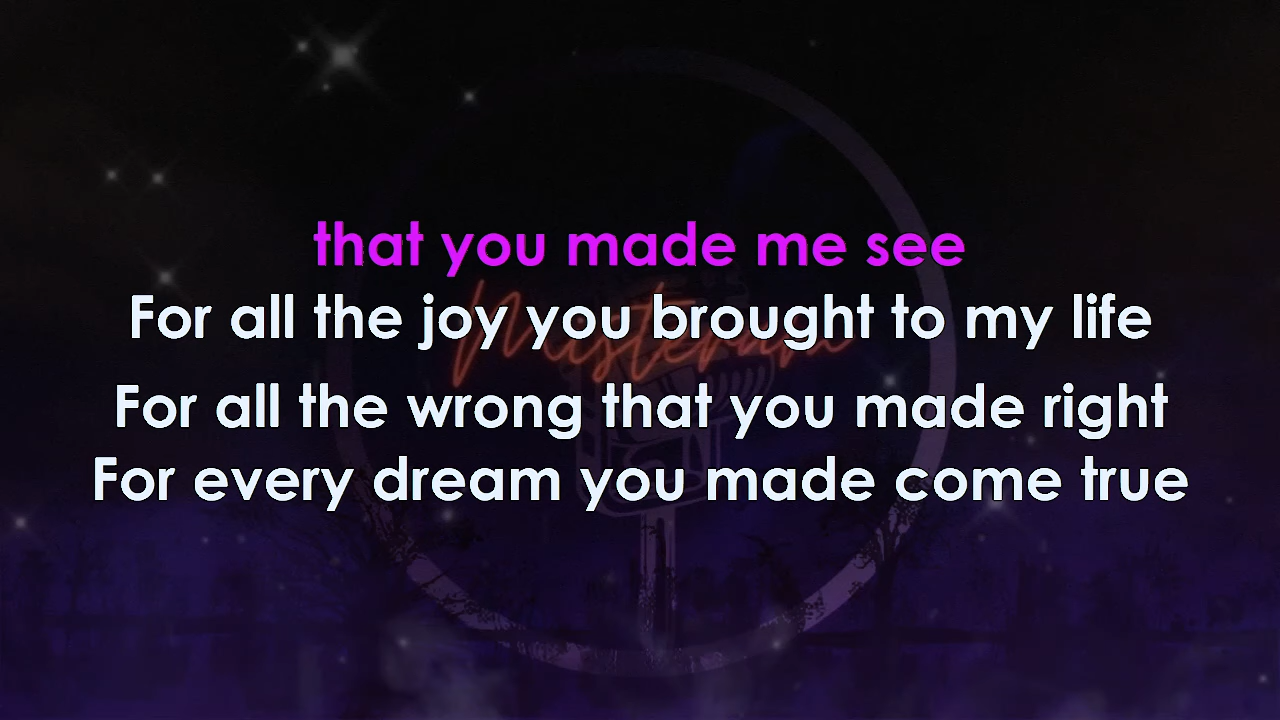 that you made me see
For all the joy you brought to my life
For all the wrong that you made right
For every dream you made come true